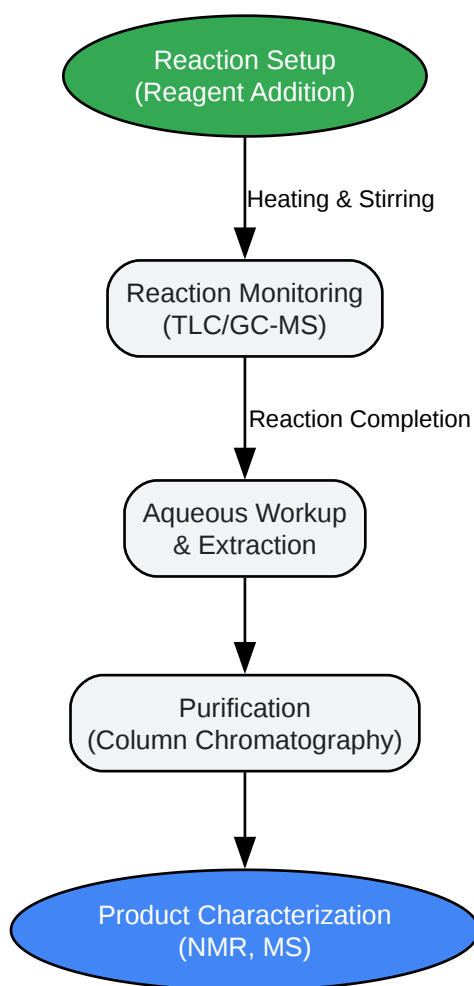 Reaction Setup
(Reagent Addition)
Heating & Stirring
Reaction Monitoring
(TLC/GC-MS)
Reaction Completion
Aqueous Workup
& Extraction
Purification
(Column Chromatography)
Product Characterization
(NMR, MS)